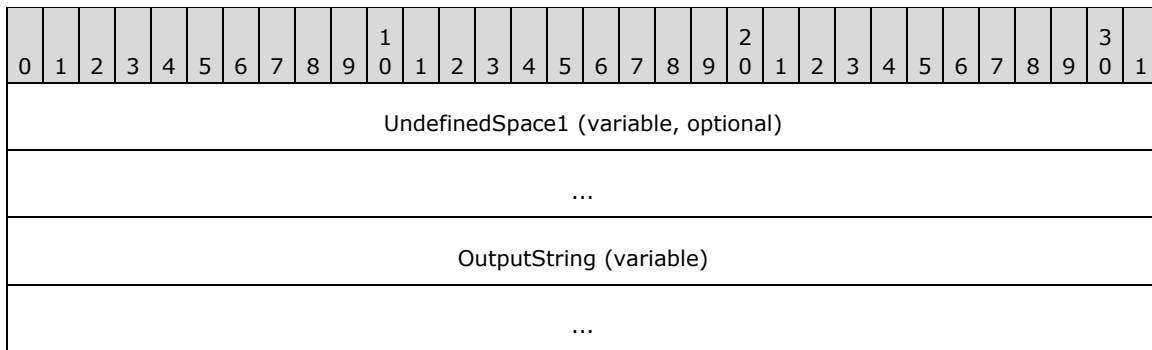 1 2 3
0 1 2 3 4 5 6 7 8 9 0 1 2 3 4 5 6 7 8 9 0 1 2 3 4 5 6 7 8 9 0 1
UndefinedSpace1 (variable, optional)
...
OutputString (variable)
...